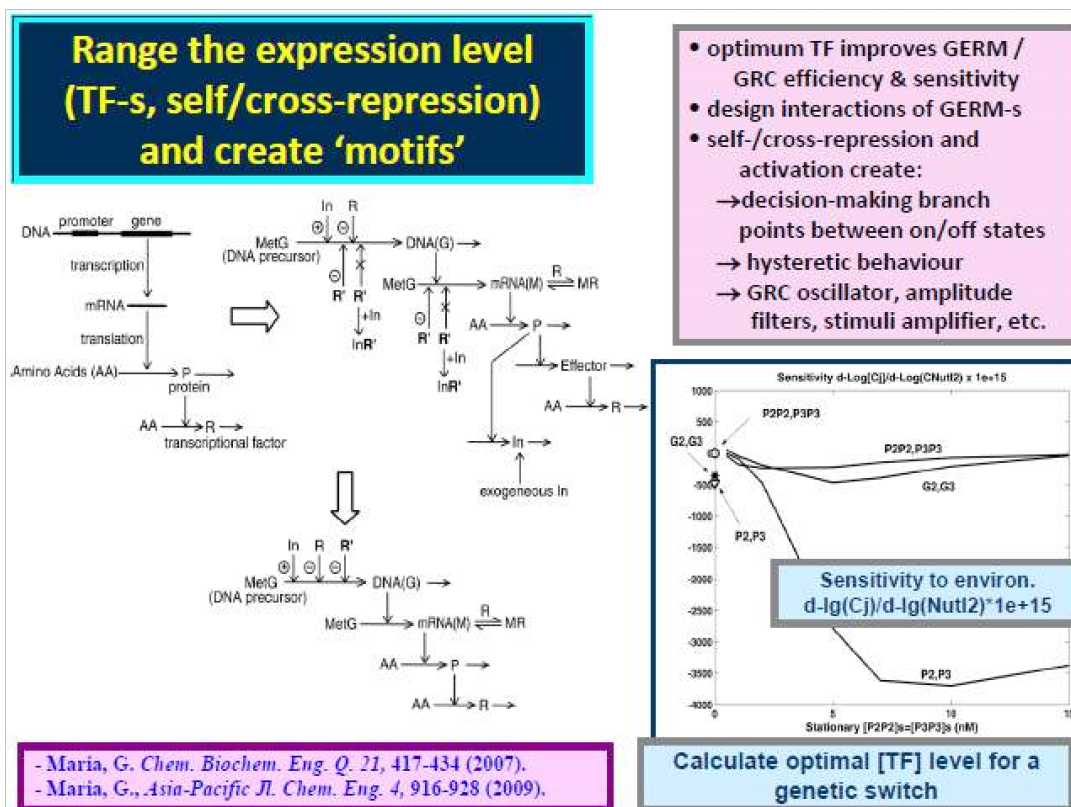 Range the expression level
(TF-s, self/cross-repression)
and create ‘motifs’
• optimum TF improves GERM /
GRC efficiency & sensitivity
• design interactions of GERM-s
• self-/cross-repression and
activation create:
→decision-making branch
points between on/off states
→ hysteretic behaviour
→ GRC oscillator, amplitude
filters, stimuli amplifier, etc.
promoter gene
DNA
transcription
mRNA
translation
Amino Acids (AA) P
protein
AA R
transcriptional factor
In R
⊕ ⊖
MetG DNA(G)
(DNA precursor)
⊖
R' R'
+In
InR'
MetG mRNA(M) R MR
⊖
R' R'
+In
InR'
AA P
Effector
AA R
In
exogeneous In
In R R'
⊕ ⊖ ⊖
MetG DNA(G)
(DNA precursor)
MetG mRNA(M) R MR
AA P
AA R
Sensitivity d-Log[Cj]/d-Log(CNutI2) x 1e+15
1000
500
0
-500
-1000
-1500
-2000
-2500
-3000
-3500
-4000
P2P2,P3P3
G2,G3
P2P2,P3P3
G2,G3
P2,P3
Sensitivity to environ.
d-lg(Cj)/d-lg(NutI2)*1e+15
P2,P3
0 5 10 15
Stationary [P2P2]s=[P3P3]s (nM)
- Maria, G. Chem. Biochem. Eng. Q. 21, 417-434 (2007).
- Maria, G., Asia-Pacific Jl. Chem. Eng. 4, 916-928 (2009).
Calculate optimal [TF] level for a
genetic switch